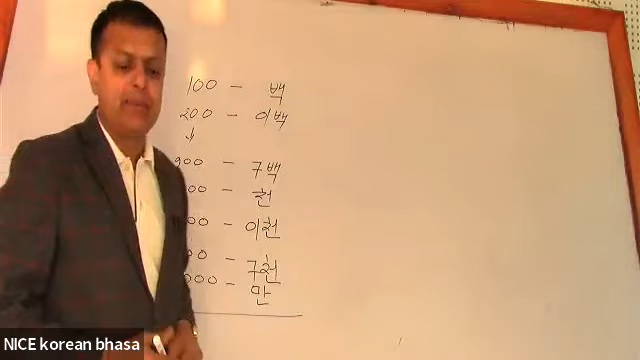 100 - 백
200 - 이백
900 - 구백
00 - 천
00 - 이천
00 - 구천
000 - 만
NICE korean bhasa